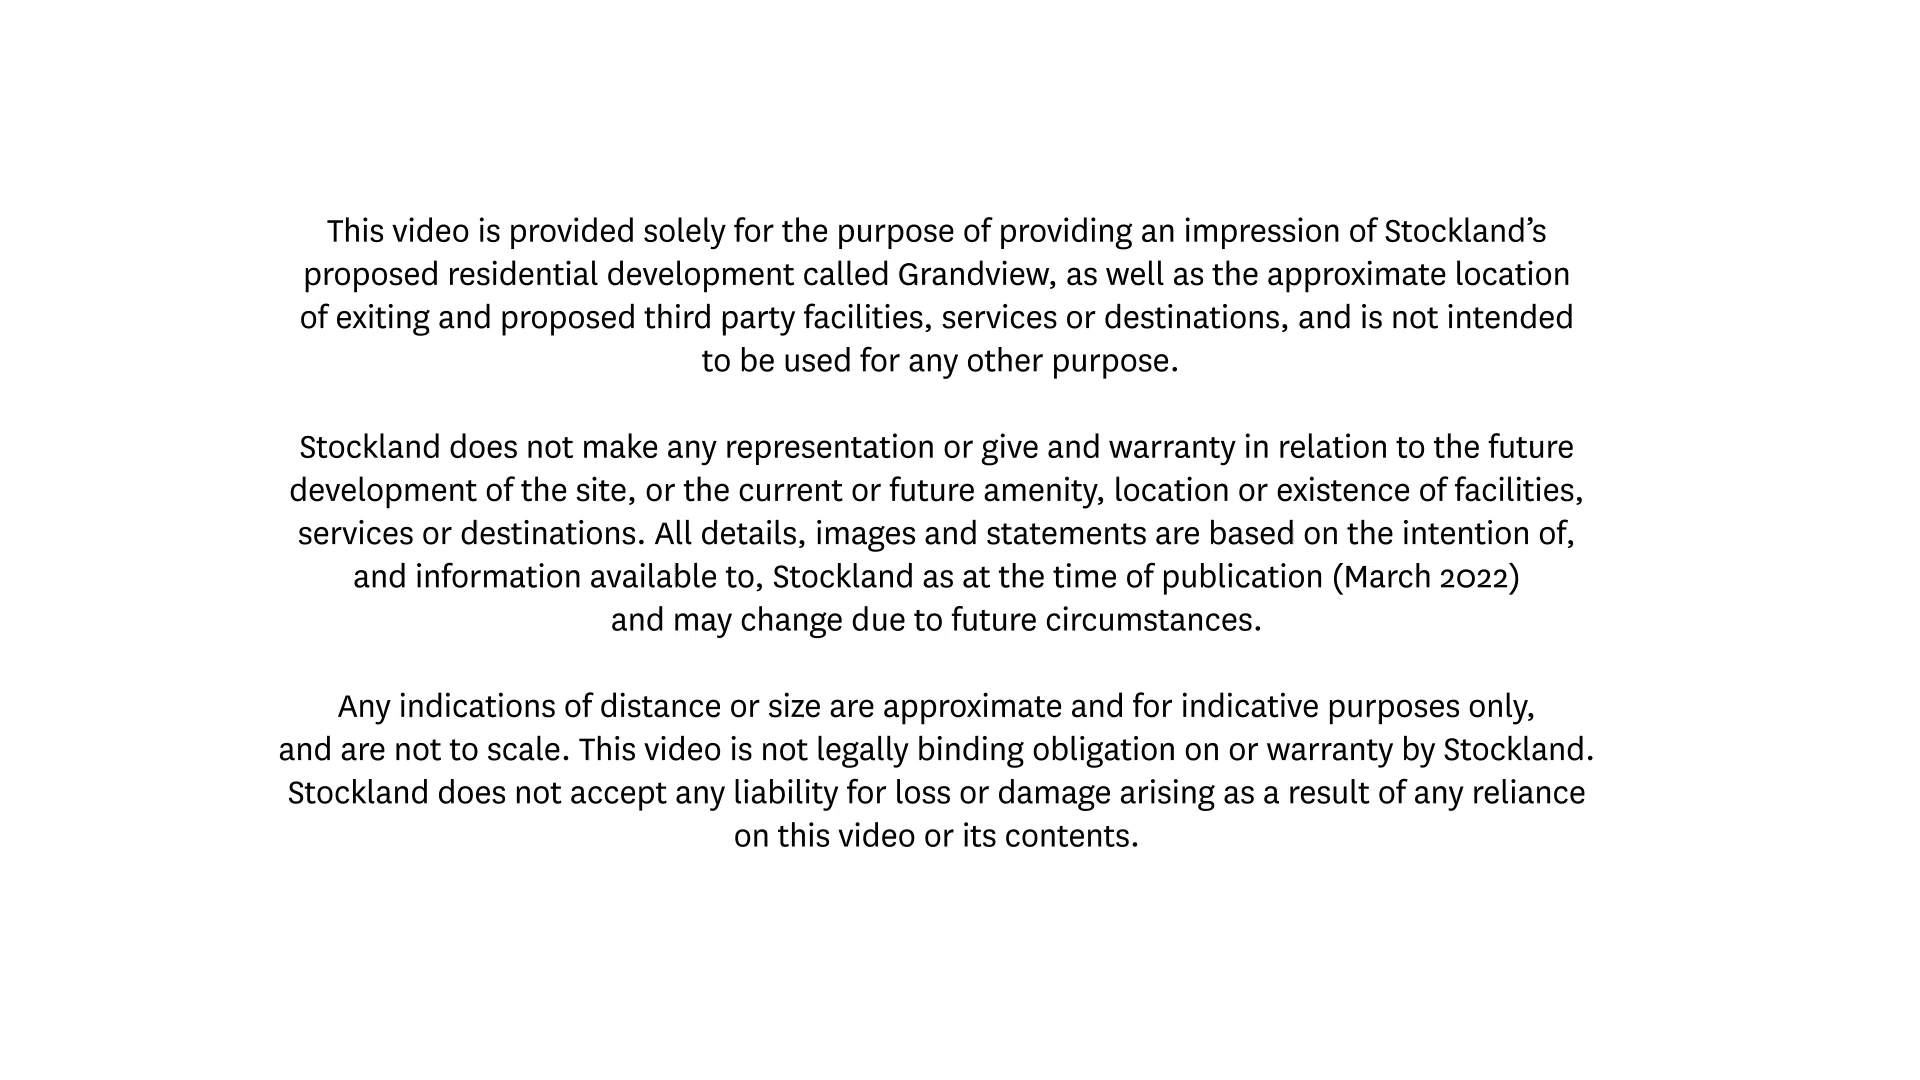 This video is provided solely for the purpose of providing an impression of Stockland’s
proposed residential development called Grandview, as well as the approximate location
of exiting and proposed third party facilities, services or destinations, and is not intended
to be used for any other purpose.
Stockland does not make any representation or give and warranty in relation to the future
development of the site, or the current or future amenity, location or existence of facilities,
services or destinations. All details, images and statements are based on the intention of,
and information available to, Stockland as at the time of publication (March 2022)
and may change due to future circumstances.
Any indications of distance or size are approximate and for indicative purposes only,
and are not to scale. This video is not legally binding obligation on or warranty by Stockland.
Stockland does not accept any liability for loss or damage arising as a result of any reliance
on this video or its contents.